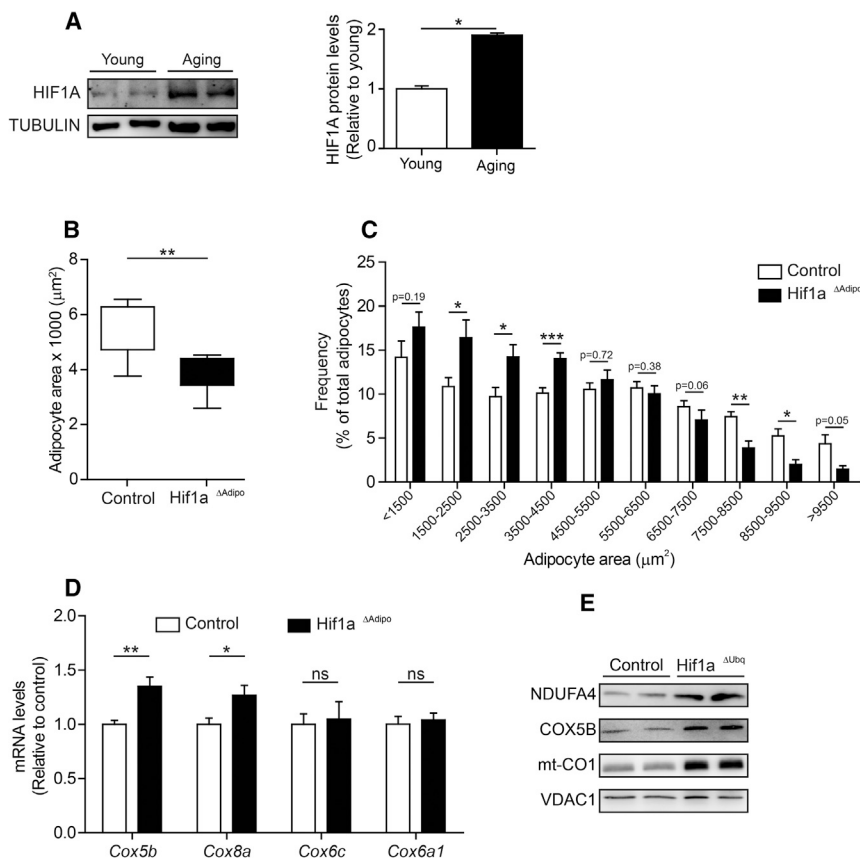 A
Young Aging
HIF1A
TUBULIN
HIF1A protein levels
(Relative to young)
2
1
0
*
Young Aging
B
Adipocyte area x 1000 (μm²)
8
6
4
2
0
**
Control Hif1a ΔAdipo
C
Control
Hif1a ΔAdipo
Frequency
(% of total adipocytes)
25
20
15
10
5
0
p=0.19 * * *** p=0.72 p=0.38 p=0.06 ** * p=0.05
<1500 1500-2500 2500-3500 3500-4500 4500-5500 5500-6500 6500-7500 7500-8500 8500-9500 >9500
Adipocyte area (μm²)
D
Control Hif1a ΔAdipo
mRNA levels
(Relative to control)
2.0
1.5
1.0
0.5
0.0
** * ns ns
Cox5b Cox8a Cox6c Cox6a1
E
Control Hif1a ΔUbq
NDUFA4
COX5B
mt-CO1
VDAC1